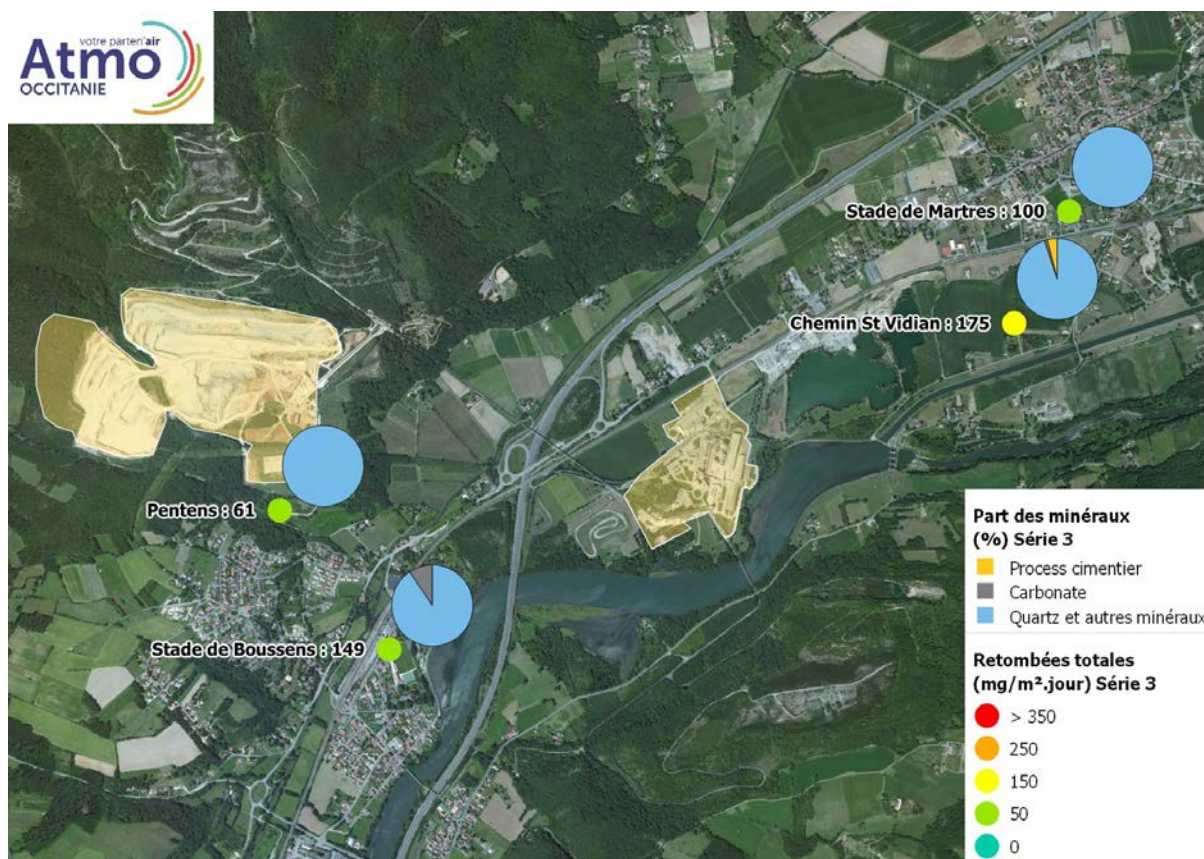 votre parten'air
Atmo
OCCITANIE
Stade de Martres : 100
Chemin St Vidian : 175
Pentens : 61
Stade de Boussens : 149
Part des minéraux
(%) Série 3
Process cimentier
Carbonate
Quartz et autres minéraux
Retombées totales
(mg/m².jour) Série 3
> 350
250
150
50
0